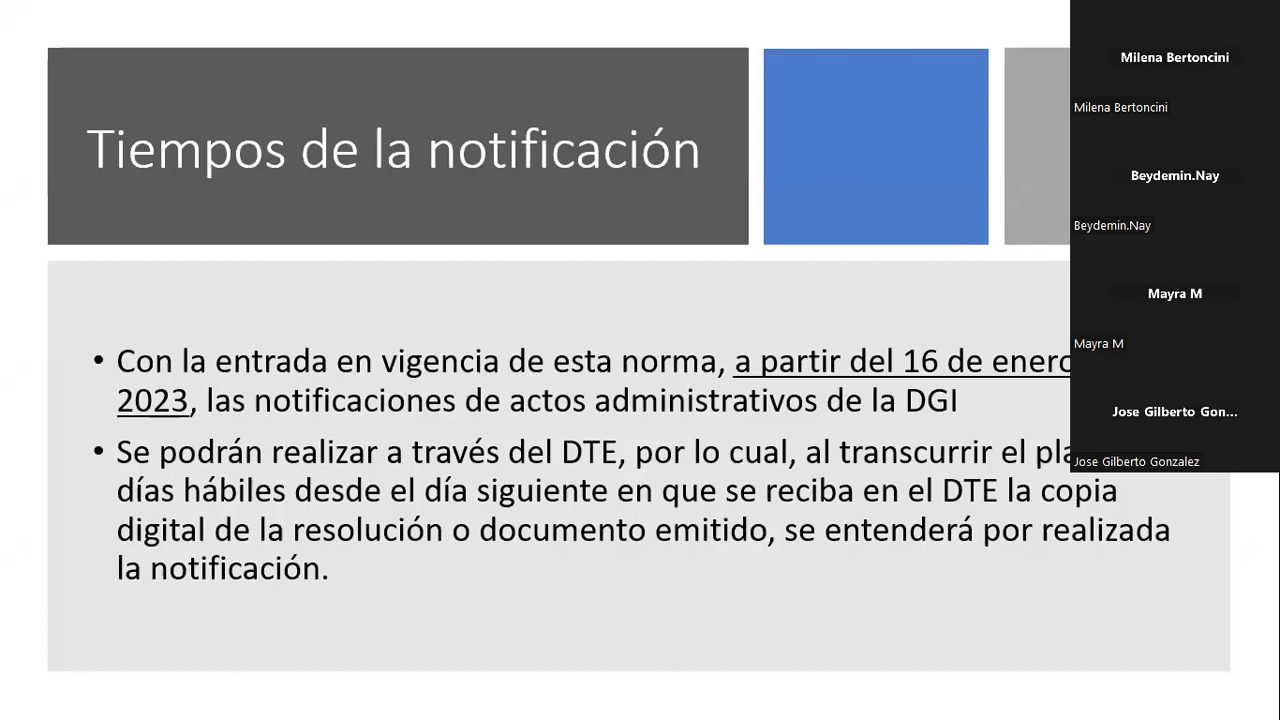 Tiempos de la notificación
• Con la entrada en vigencia de esta norma, a partir del 16 de enero
2023, las notificaciones de actos administrativos de la DGI
• Se podrán realizar a través del DTE, por lo cual, al transcurrir el
días hábiles desde el día siguiente en que se reciba en el DTE la copia
digital de la resolución o documento emitido, se entenderá por realizada
la notificación.
Milena Bertoncini
Milena Bertoncini
Beydemin.Nay
Beydemin.Nay
Mayra M
Mayra M
Jose Gilberto Gon...
Jose Gilberto Gonzalez